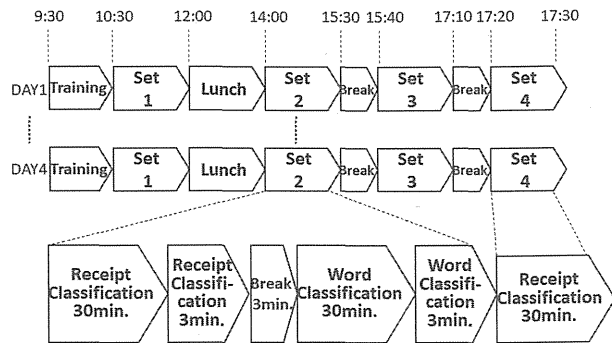 9:30 10:30 12:00 14:00 15:30 15:40 17:10 17:20 17:30
DAY1 Training Set 1 Lunch Set 2 Break Set 3 Break Set 4
DAY4 Training Set 1 Lunch Set 2 Break Set 3 Break Set 4
Receipt
Classification
30min.
Receipt
Classifi-
cation
3min.
Break
3min.
Word
Classification
30min.
Word
Classifi-
cation
3min.
Receipt
Classification
30min.